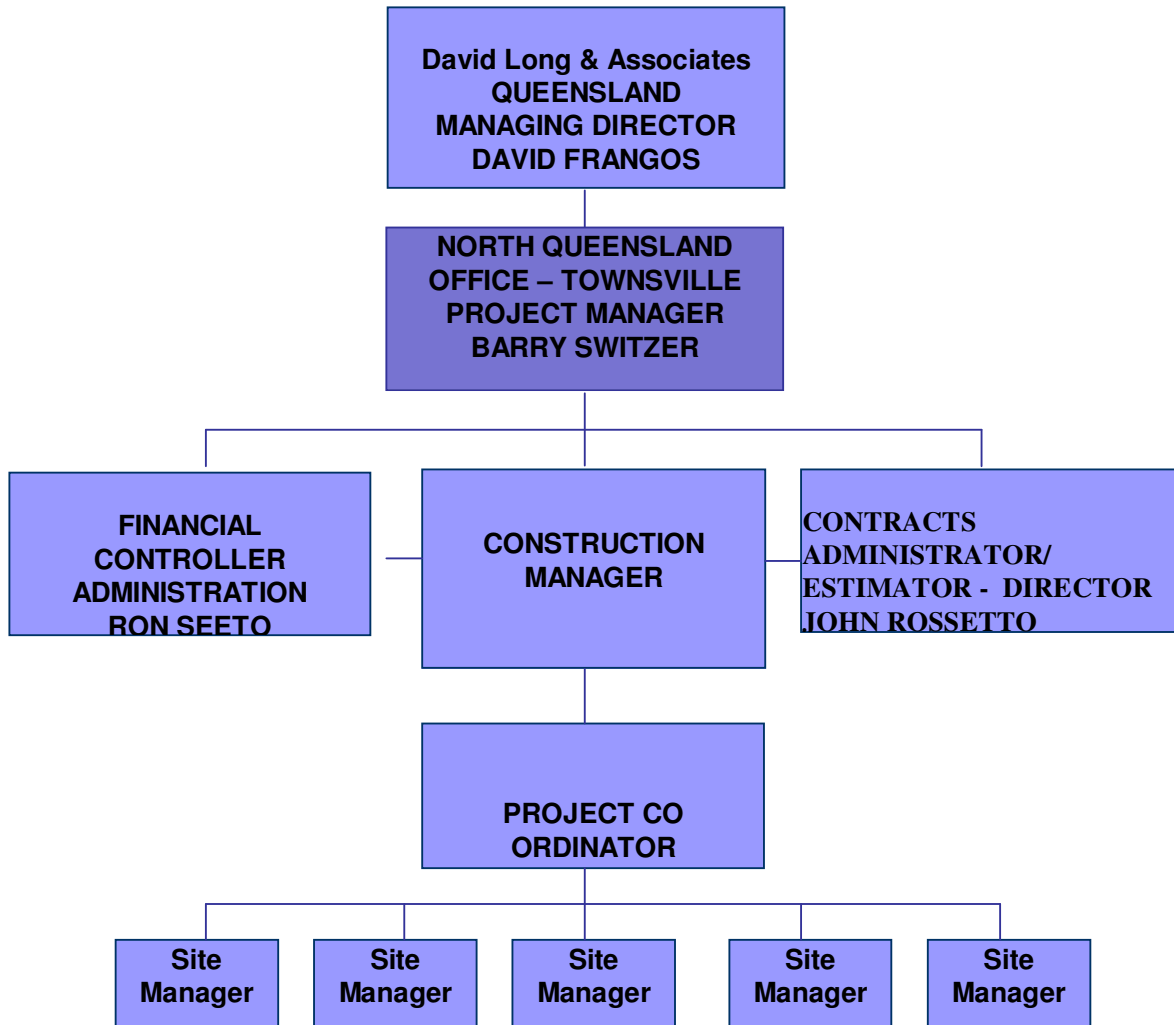 David Long & Associates
QUEENSLAND
MANAGING DIRECTOR
DAVID FRANGOS
NORTH QUEENSLAND
OFFICE – TOWNSVILLE
PROJECT MANAGER
BARRY SWITZER
FINANCIAL
CONTROLLER
ADMINISTRATION
RON SEETO
CONSTRUCTION
MANAGER
CONTRACTS
ADMINISTRATOR/
ESTIMATOR - DIRECTOR
JOHN ROSSETTO
PROJECT CO
ORDINATOR
Site
Manager
Site
Manager
Site
Manager
Site
Manager
Site
Manager